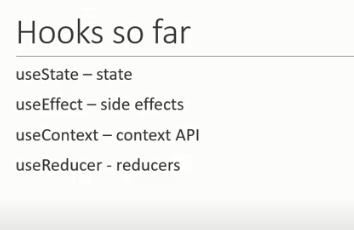 Hooks so far
useState – state
useEffect – side effects
useContext – context API
useReducer - reducers